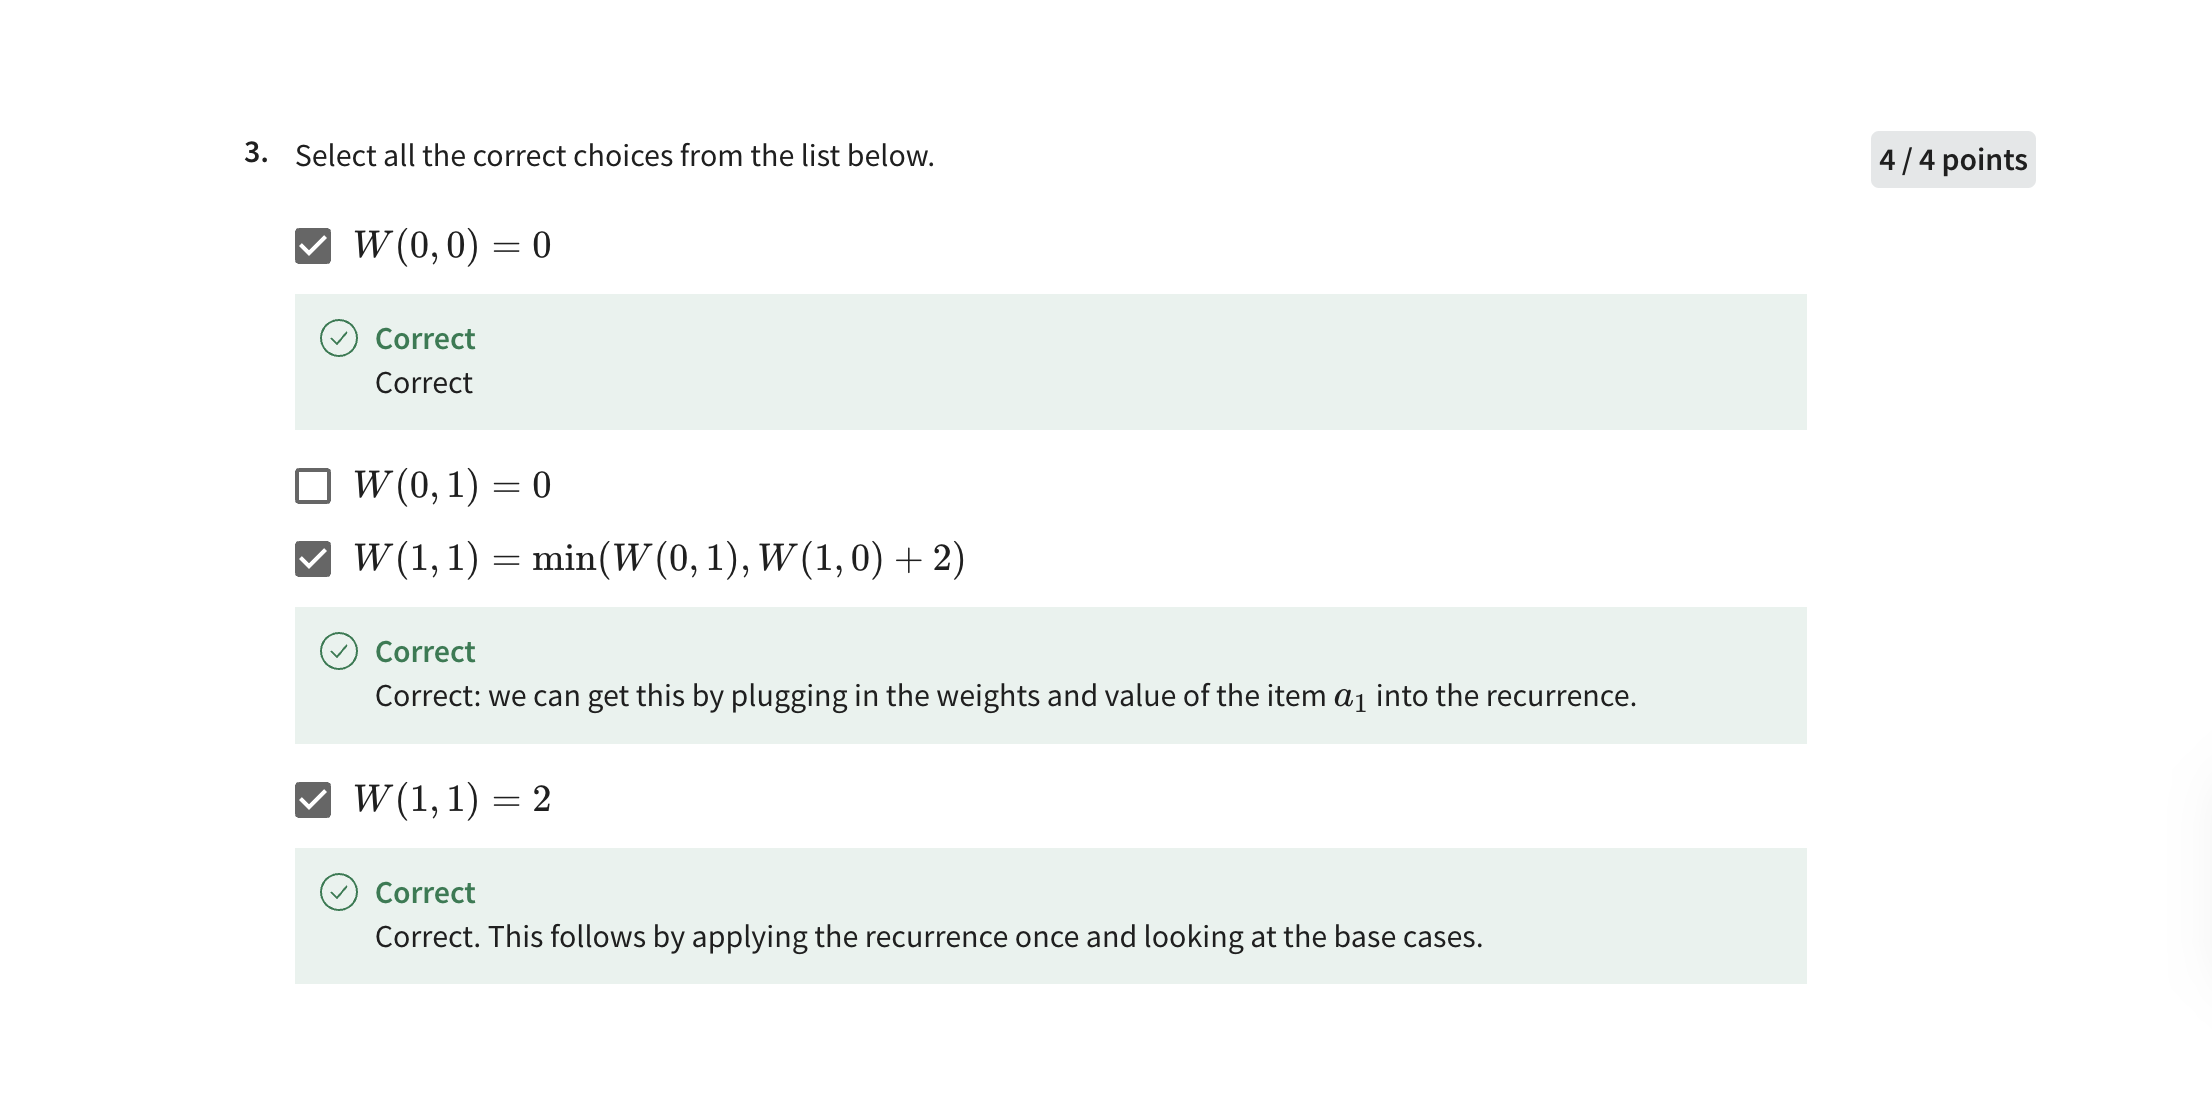 3. Select all the correct choices from the list below.
4 / 4 points
W(0, 0) = 0
Correct
Correct
W(0, 1) = 0
W(1, 1) = min(W(0, 1), W(1, 0) + 2)
Correct
Correct: we can get this by plugging in the weights and value of the item a₁ into the recurrence.
W(1, 1) = 2
Correct
Correct. This follows by applying the recurrence once and looking at the base cases.